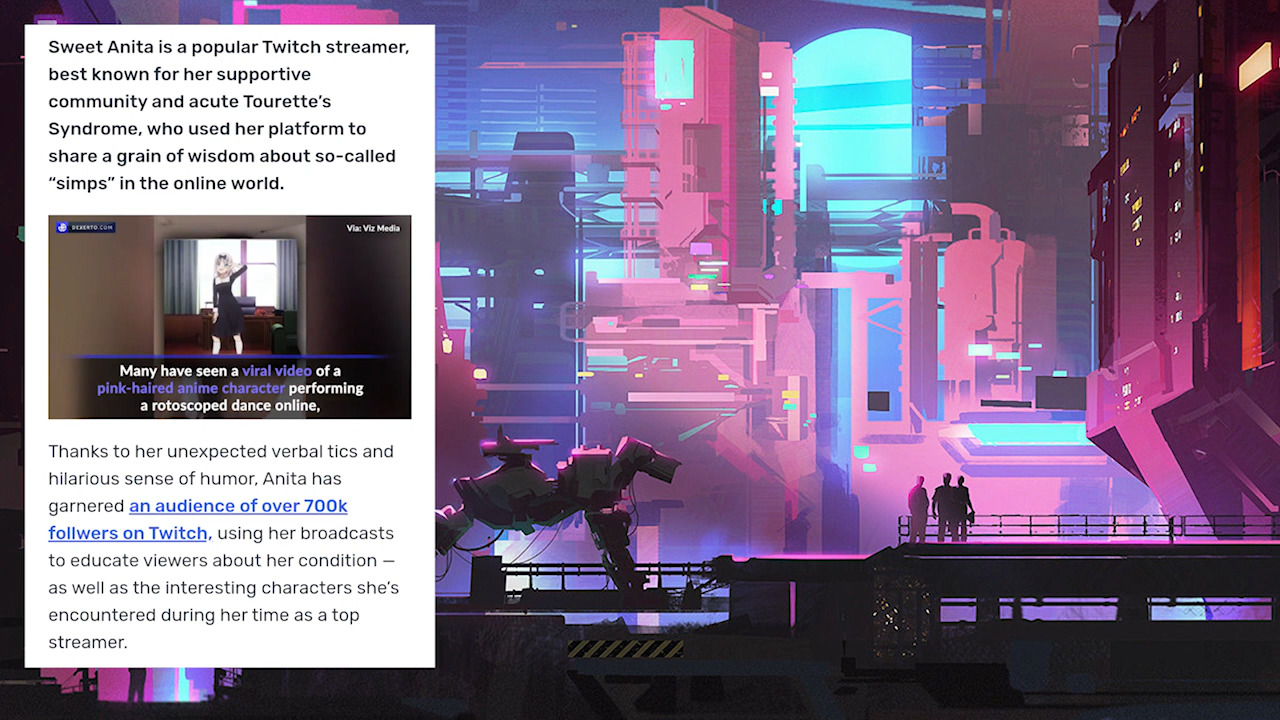 Sweet Anita is a popular Twitch streamer,
best known for her supportive
community and acute Tourette’s
Syndrome, who used her platform to
share a grain of wisdom about so-called
“simps” in the online world.
DEXERTO.COM
Via: Viz Media
Many have seen a viral video of a
pink-haired anime character performing
a rotoscoped dance online,
Thanks to her unexpected verbal tics and
hilarious sense of humor, Anita has
garnered an audience of over 700k
follwers on Twitch, using her broadcasts
to educate viewers about her condition —
as well as the interesting characters she’s
encountered during her time as a top
streamer.